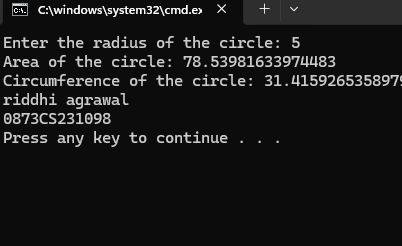 C:\windows\system32\cmd.ex
Enter the radius of the circle: 5
Area of the circle: 78.53981633974483
Circumference of the circle: 31.4159265358979
riddhi agrawal
0873CS231098
Press any key to continue . . .